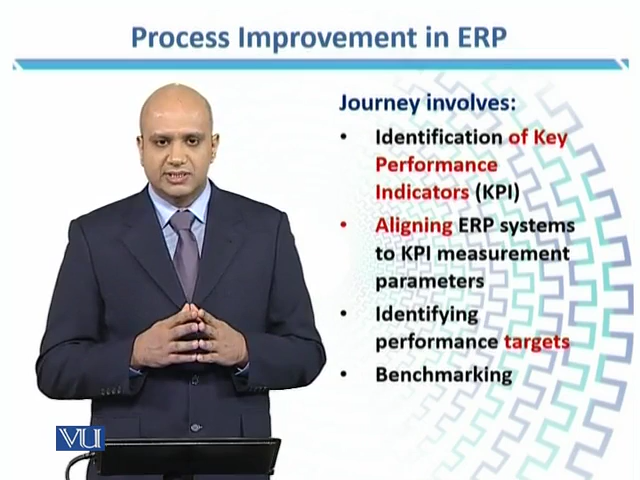 Process Improvement in ERP
Journey involves:
• Identification of Key
Performance
Indicators (KPI)
• Aligning ERP systems
to KPI measurement
parameters
• Identifying
performance targets
• Benchmarking
VU